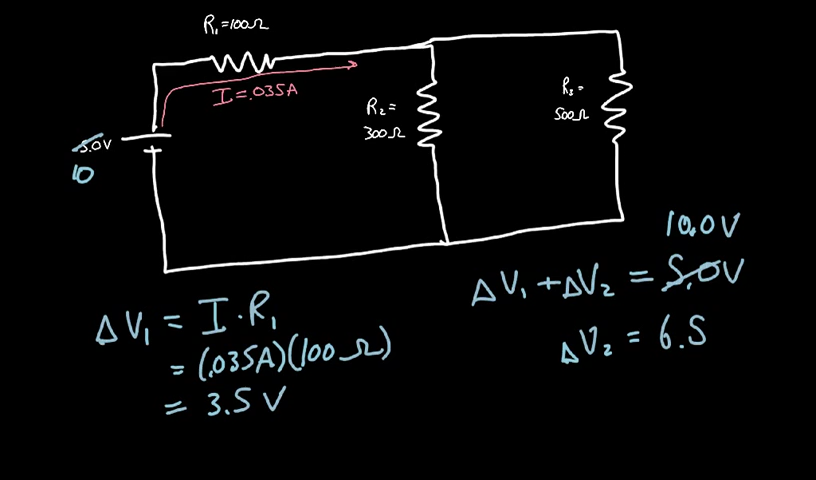 R₁=100Ω
I=.035A
R₂=
300Ω
R₃=
500Ω
5.0V
10
10.0V
ΔV₁+ΔV₂ = 5.0V
ΔV₂ = 6.5
ΔV₁ = I·R₁
= (.035A)(100Ω)
= 3.5V